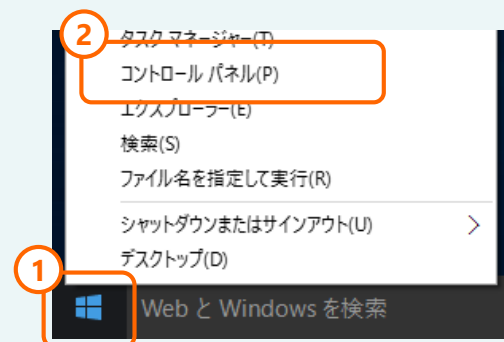 2
タスク マネージャー(T)
コントロール パネル(P)
エクスプローラー(E)
検索(S)
ファイル名を指定して実行(R)
シャットダウンまたはサインアウト(U)
デスクトップ(D)
1
Web と Windows を検索